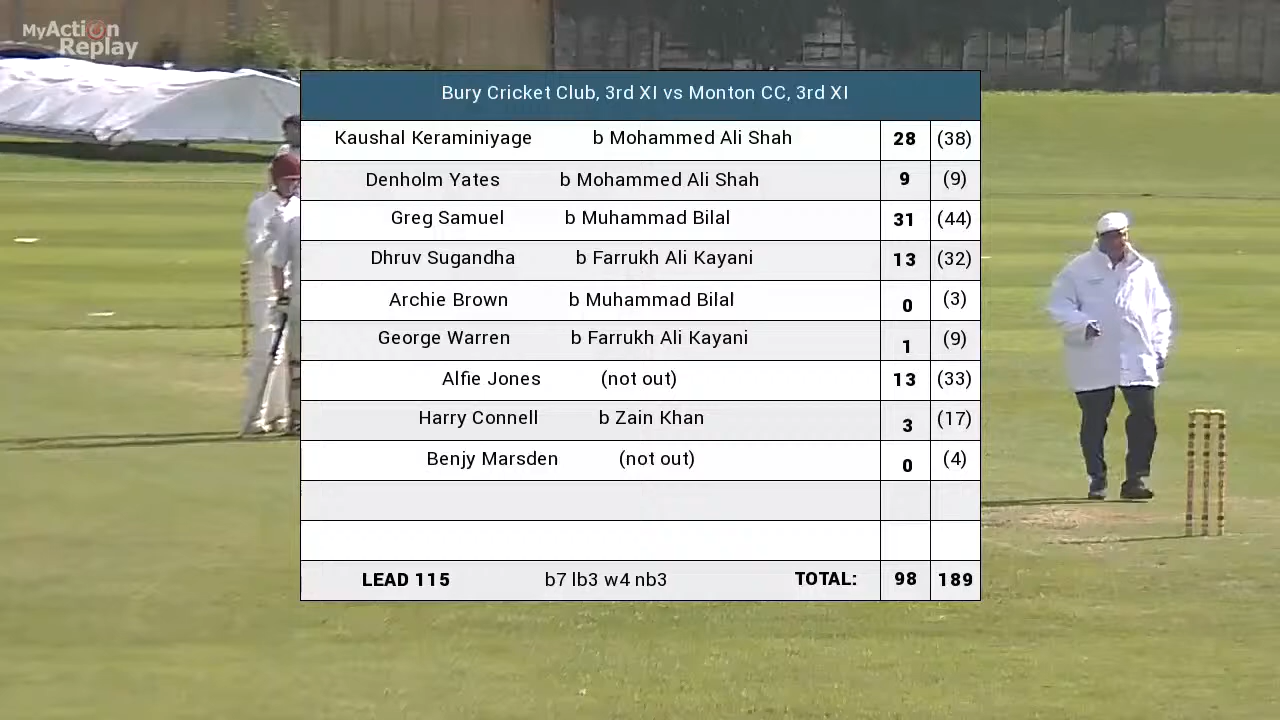 MyAction
Replay
Bury Cricket Club, 3rd XI vs Monton CC, 3rd XI
Kaushal Keraminiyage b Mohammed Ali Shah 28 (38)
Denholm Yates b Mohammed Ali Shah 9 (9)
Greg Samuel b Muhammad Bilal 31 (44)
Dhruv Sugandha b Farrukh Ali Kayani 13 (32)
Archie Brown b Muhammad Bilal 0 (3)
George Warren b Farrukh Ali Kayani 1 (9)
Alfie Jones (not out) 13 (33)
Harry Connell b Zain Khan 3 (17)
Benjy Marsden (not out) 0 (4)
LEAD 115 b7 lb3 w4 nb3 TOTAL: 98 189